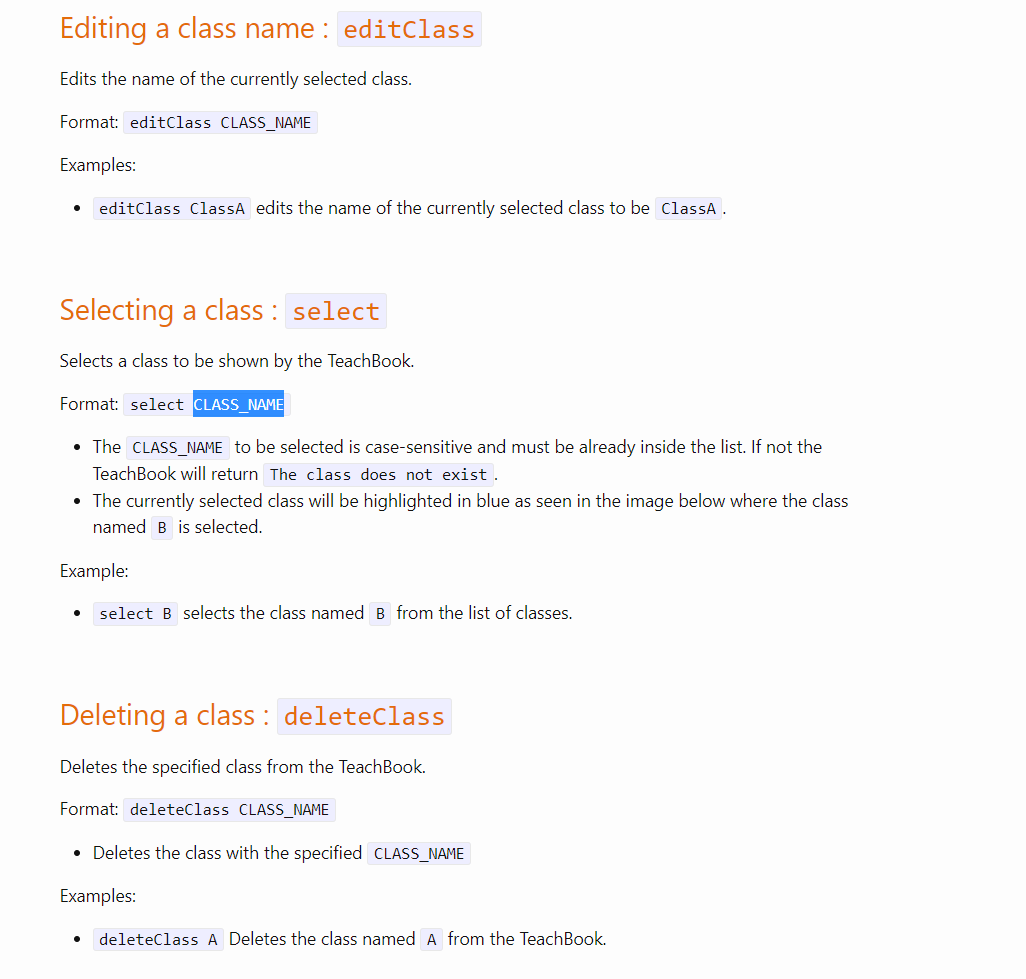 Editing a class name : editClass
Edits the name of the currently selected class.
Format: editClass CLASS_NAME
Examples:
• editClass ClassA edits the name of the currently selected class to be ClassA.
Selecting a class : select
Selects a class to be shown by the TeachBook.
Format: select CLASS_NAME
• The CLASS_NAME to be selected is case-sensitive and must be already inside the list. If not the
TeachBook will return The class does not exist.
• The currently selected class will be highlighted in blue as seen in the image below where the class
named B is selected.
Example:
• select B selects the class named B from the list of classes.
Deleting a class : deleteClass
Deletes the specified class from the TeachBook.
Format: deleteClass CLASS_NAME
• Deletes the class with the specified CLASS_NAME
Examples:
• deleteClass A Deletes the class named A from the TeachBook.